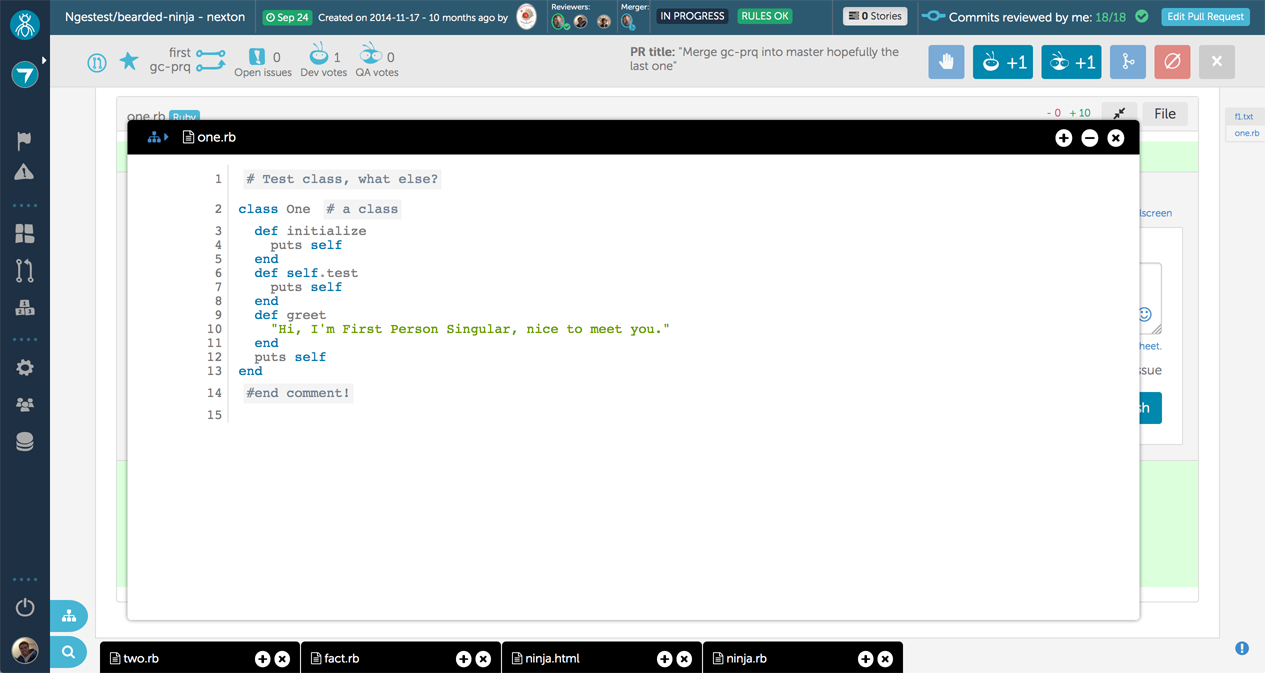 Ngestest/bearded-ninja - nexton
Sep 24
Created on 2014-11-17 - 10 months ago by
Reviewers:
Merger:
IN PROGRESS
RULES OK
0 Stories
Commits reviewed by me: 18/18
Edit Pull Request
first
gc-prq
0
Open issues
1
Dev votes
0
QA votes
PR title: "Merge gc-prq into master hopefully the
last one"
+1
+1
one.rb Ruby
- 0 + 10
File
f1.txt
one.rb
one.rb
1 # Test class, what else?
2 class One # a class
3 def initialize
4 puts self
5 end
6 def self.test
7 puts self
8 end
9 def greet
10 "Hi, I'm First Person Singular, nice to meet you."
11 end
12 puts self
13 end
14 #end comment!
15
lscreen
heet.
sue
sh
two.rb
fact.rb
ninja.html
ninja.rb